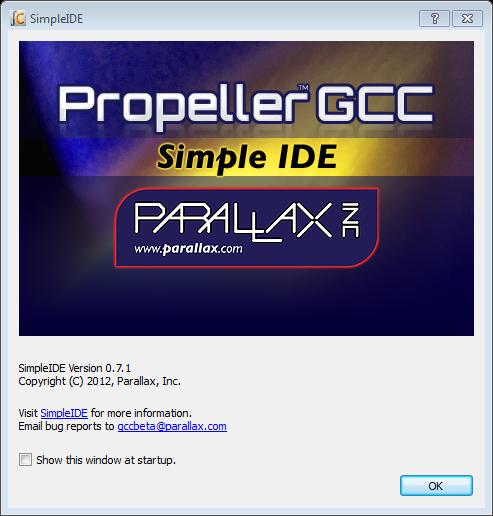 SimpleIDE
Propeller™ GCC
Simple IDE
PARALLAX INC
www.parallax.com
SimpleIDE Version 0.7.1
Copyright (C) 2012, Parallax, Inc.
Visit SimpleIDE for more information.
Email bug reports to gccbeta@parallax.com
Show this window at startup.
OK